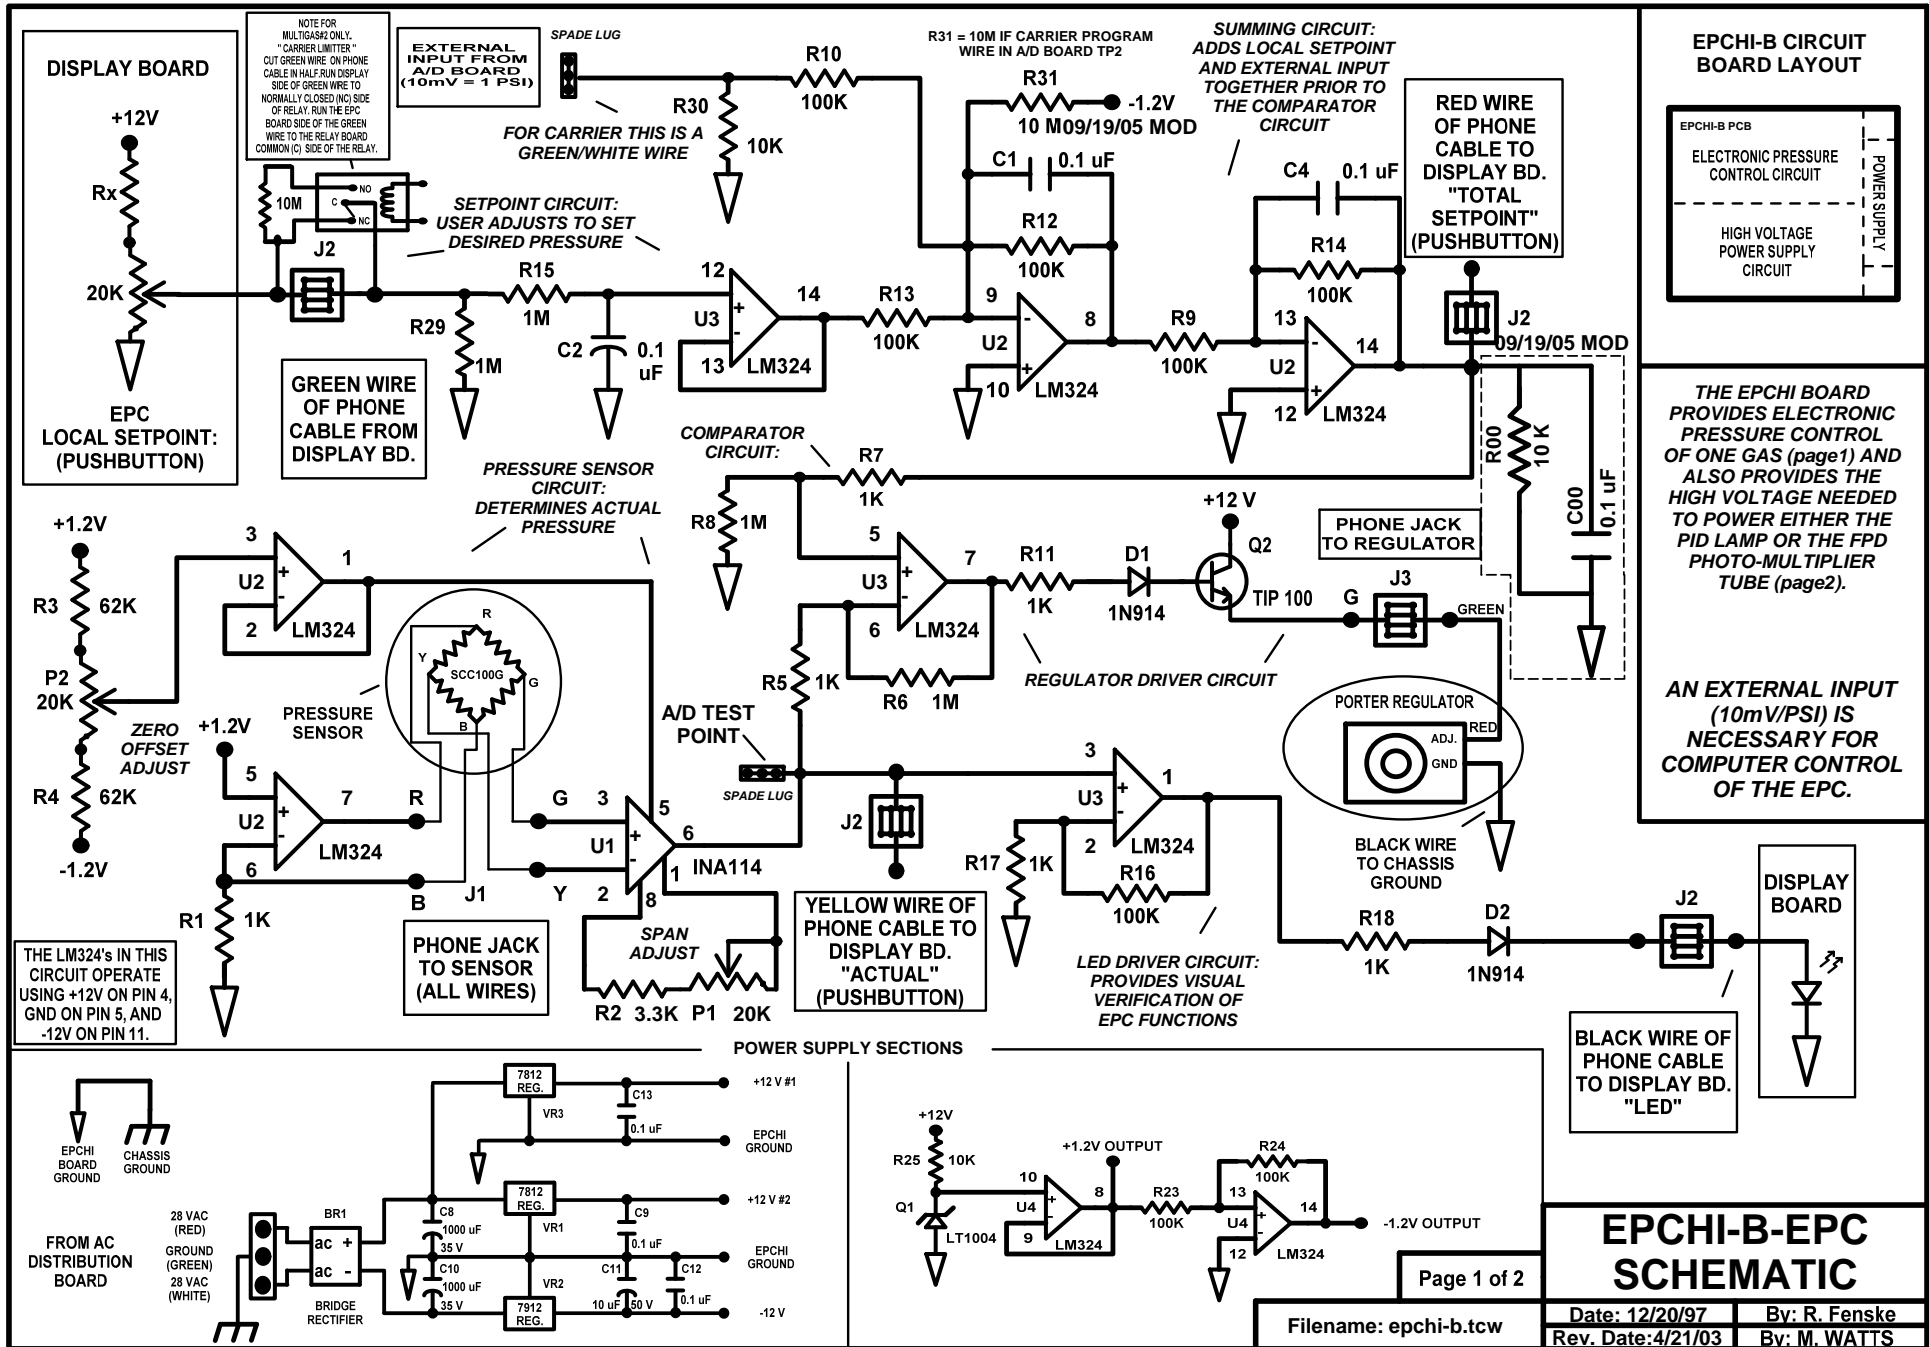 DISPLAY BOARD
+12V
Rx
20K
EPC
LOCAL SETPOINT:
(PUSHBUTTON)
NOTE FOR
MULTIGAS#2 ONLY.
" CARRIER LIMITTER "
CUT GREEN WIRE ON PHONE
CABLE IN HALF.RUN DISPLAY
SIDE OF GREEN WIRE TO
NORMALLY CLOSED (NC) SIDE
OF RELAY. RUN THE EPC
BOARD SIDE OF THE GREEN
WIRE TO THE RELAY BOARD
COMMON (C) SIDE OF THE RELAY.
10M
NO
C
NC
J2
EXTERNAL
INPUT FROM
A/D BOARD
(10mV = 1 PSI)
SPADE LUG
FOR CARRIER THIS IS A
GREEN/WHITE WIRE
R30
10K
R10
100K
SETPOINT CIRCUIT:
USER ADJUSTS TO SET
DESIRED PRESSURE
R31 = 10M IF CARRIER PROGRAM
WIRE IN A/D BOARD TP2
R31
-1.2V
10 M
09/19/05 MOD
C1
0.1 uF
R12
100K
SUMMING CIRCUIT:
ADDS LOCAL SETPOINT
AND EXTERNAL INPUT
TOGETHER PRIOR TO
THE COMPARATOR
CIRCUIT
C4
0.1 uF
R14
100K
RED WIRE
OF PHONE
CABLE TO
DISPLAY BD.
"TOTAL
SETPOINT"
(PUSHBUTTON)
J2
09/19/05 MOD
R00
10 K
C00
0.1 uF
EPCHI-B CIRCUIT
BOARD LAYOUT
EPCHI-B PCB
ELECTRONIC PRESSURE
CONTROL CIRCUIT
HIGH VOLTAGE
POWER SUPPLY
CIRCUIT
POWER SUPPLY
R29
1M
R15
1M
C2
0.1
uF
12
+
U3
-
13
14
LM324
R13
100K
9
-
U2
+
10
8
LM324
R9
100K
13
-
U2
+
12
14
LM324
GREEN WIRE
OF PHONE
CABLE FROM
DISPLAY BD.
THE EPCHI BOARD
PROVIDES ELECTRONIC
PRESSURE CONTROL
OF ONE GAS (page1) AND
ALSO PROVIDES THE
HIGH VOLTAGE NEEDED
TO POWER EITHER THE
PID LAMP OR THE FPD
PHOTO-MULTIPLIER
TUBE (page2).
AN EXTERNAL INPUT
(10mV/PSI) IS
NECESSARY FOR
COMPUTER CONTROL
OF THE EPC.
PRESSURE SENSOR
CIRCUIT:
DETERMINES ACTUAL
PRESSURE
COMPARATOR
CIRCUIT:
R7
1K
R8
1M
5
+
U3
-
6
7
LM324
R11
1K
D1
1N914
+12 V
Q2
TIP 100
PHONE JACK
TO REGULATOR
J3
G
GREEN
R5
1K
R6
1M
REGULATOR DRIVER CIRCUIT
PORTER REGULATOR
RED
ADJ.
GND
BLACK WIRE
TO CHASSIS
GROUND
+1.2V
R3
62K
P2
20K
R4
62K
-1.2V
ZERO
OFFSET
ADJUST
3
+
U2
-
2
1
LM324
PRESSURE
SENSOR
R
Y
SCC100G
G
B
+1.2V
5
+
U2
-
6
7
LM324
R
B
J1
R1
1K
G
Y
3
+
U1
-
2
5
6
1
8
INA114
SPAN
ADJUST
R2
3.3K
P1
20K
PHONE JACK
TO SENSOR
(ALL WIRES)
THE LM324's IN THIS
CIRCUIT OPERATE
USING +12V ON PIN 4,
GND ON PIN 5, AND
-12V ON PIN 11.
A/D TEST
POINT
SPADE LUG
J2
YELLOW WIRE OF
PHONE CABLE TO
DISPLAY BD.
"ACTUAL"
(PUSHBUTTON)
3
+
U3
-
2
1
LM324
R17
1K
R16
100K
LED DRIVER CIRCUIT:
PROVIDES VISUAL
VERIFICATION OF
EPC FUNCTIONS
R18
1K
D2
1N914
J2
DISPLAY
BOARD
BLACK WIRE OF
PHONE CABLE
TO DISPLAY BD.
"LED"
POWER SUPPLY SECTIONS
EPCHI
BOARD
GROUND
CHASSIS
GROUND
FROM AC
DISTRIBUTION
BOARD
28 VAC
(RED)
GROUND
(GREEN)
28 VAC
(WHITE)
BR1
ac +
ac -
BRIDGE
RECTIFIER
7812
REG.
VR3
C13
0.1 uF
+12 V #1
EPCHI
GROUND
7812
REG.
VR1
C8
1000 uF
35 V
C9
0.1 uF
+12 V #2
C10
1000 uF
35 V
VR2
7912
REG.
C11
10 uF
50 V
C12
0.1 uF
EPCHI
GROUND
-12 V
+12V
R25
10K
Q1
LT1004
10
+
U4
-
9
8
LM324
+1.2V OUTPUT
R23
100K
R24
100K
13
+
U4
-
12
14
LM324
-1.2V OUTPUT
Page 1 of 2
Filename: epchi-b.tcw
EPCHI-B-EPC
SCHEMATIC
Date: 12/20/97
By: R. Fenske
Rev. Date:4/21/03
By: M. WATTS